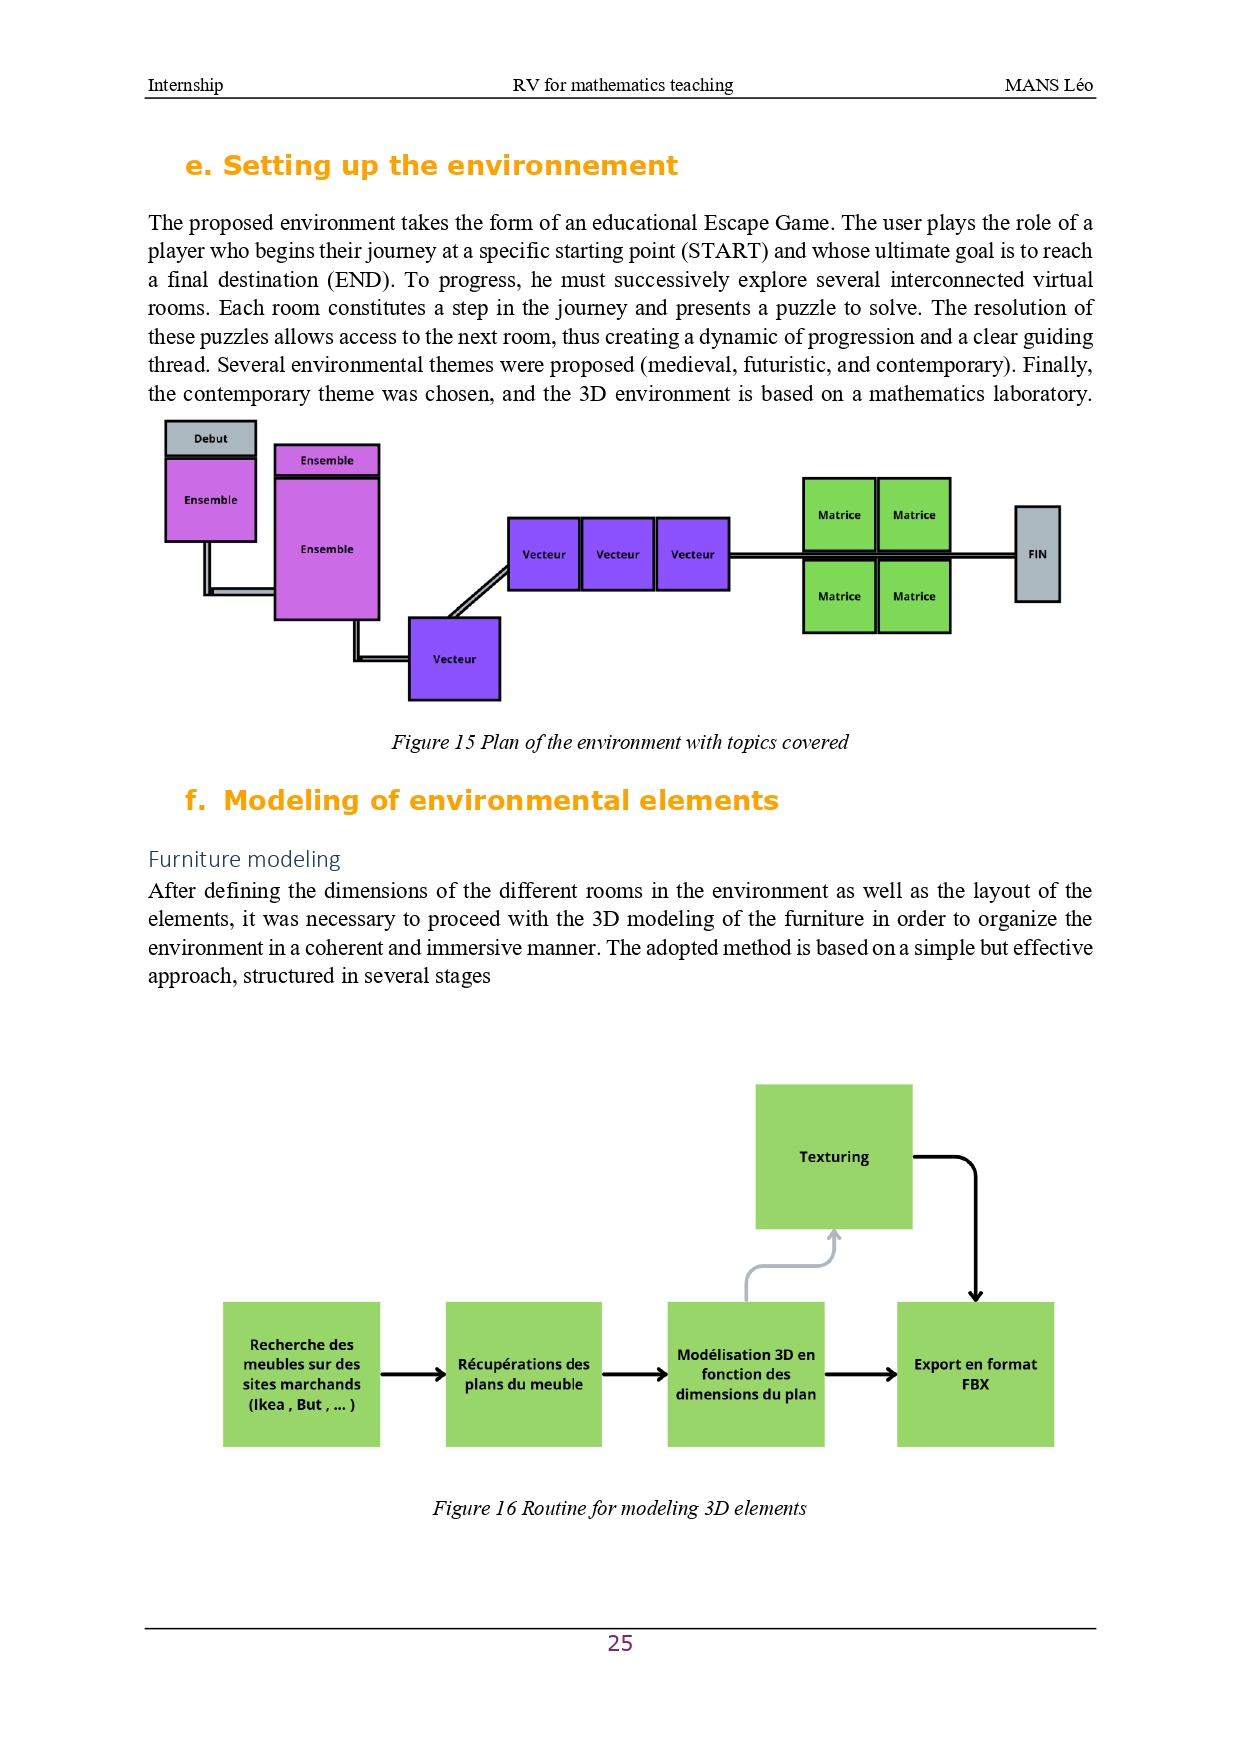 Internship RV for mathematics teaching MANS Léo
e. Setting up the environnement
The proposed environment takes the form of an educational Escape Game. The user plays the role of a
player who begins their journey at a specific starting point (START) and whose ultimate goal is to reach
a final destination (END). To progress, he must successively explore several interconnected virtual
rooms. Each room constitutes a step in the journey and presents a puzzle to solve. The resolution of
these puzzles allows access to the next room, thus creating a dynamic of progression and a clear guiding
thread. Several environmental themes were proposed (medieval, futuristic, and contemporary). Finally,
the contemporary theme was chosen, and the 3D environment is based on a mathematics laboratory.
Debut
Ensemble
Ensemble
Ensemble
Vecteur
Vecteur Vecteur Vecteur
Matrice Matrice
Matrice Matrice
FIN
Figure 15 Plan of the environment with topics covered
f. Modeling of environmental elements
Furniture modeling
After defining the dimensions of the different rooms in the environment as well as the layout of the
elements, it was necessary to proceed with the 3D modeling of the furniture in order to organize the
environment in a coherent and immersive manner. The adopted method is based on a simple but effective
approach, structured in several stages
Texturing
Recherche des
meubles sur des
sites marchands
(Ikea , But , ... )
Récupérations des
plans du meuble
Modélisation 3D en
fonction des
dimensions du plan
Export en format
FBX
Figure 16 Routine for modeling 3D elements
25